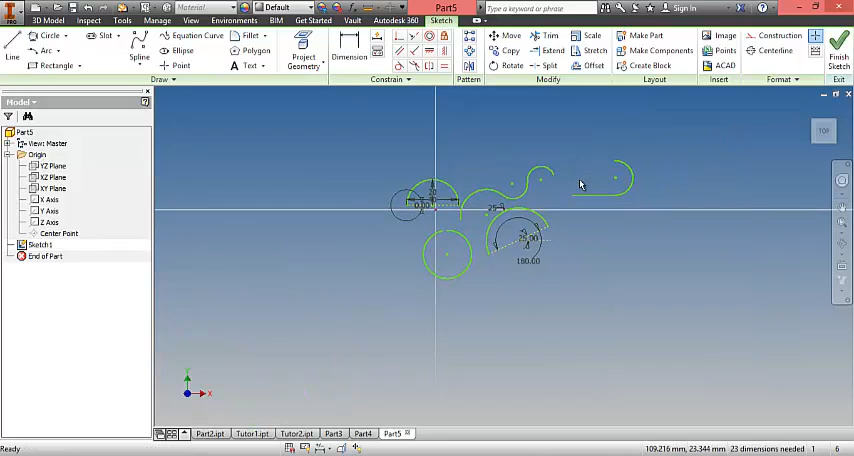 Material
Default
Part5
Type a keyword or phrase
Sign In
PRO
3D Model
Inspect
Tools
Manage
View
Environments
BIM
Get Started
Vault
Autodesk 360
Sketch
Circle
Slot
Equation Curve
Fillet
Move
Trim
Scale
Make Part
Image
Construction
Arc
Ellipse
Polygon
Copy
Extend
Stretch
Make Components
Points
Centerline
Line
Rectangle
Spline
Point
Text
Project Geometry
Dimension
Pattern
Rotate
Split
Offset
Create Block
ACAD
Finish Sketch
Draw
Constrain
Modify
Layout
Insert
Format
Exit
Model
Part5
View: Master
Origin
YZ Plane
XZ Plane
XY Plane
X Axis
Y Axis
Z Axis
Center Point
Sketch1
End of Part
TOP
25
25.00
180.00
Y
X
Part2.ipt
Tutor1.ipt
Tutor2.ipt
Part3
Part4
Part5
Ready
109.216 mm, 23.344 mm
23 dimensions needed
1
6